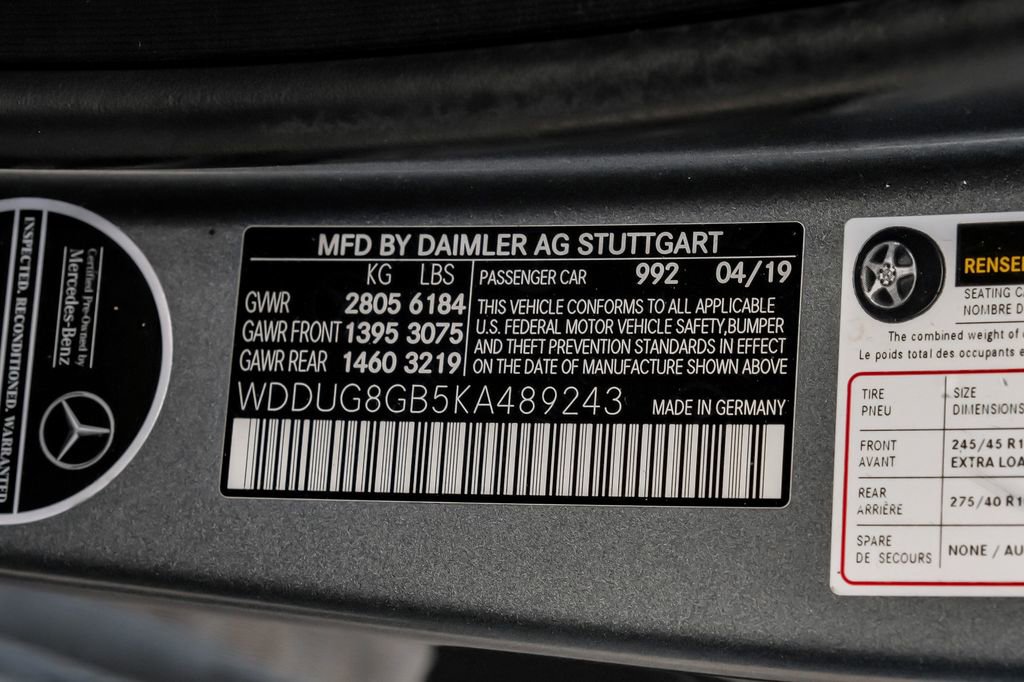 INSPECTED. RECONDITIONED. WARRANTED
Certified Pre-Owned by
Mercedes-Benz
MFD BY DAIMLER AG STUTTGART
KG LBS PASSENGER CAR 992 04/19
GVWR 2805 6184
GAWR FRONT 1395 3075
GAWR REAR 1460 3219
THIS VEHICLE CONFORMS TO ALL APPLICABLE
U.S. FEDERAL MOTOR VEHICLE SAFETY,BUMPER
AND THEFT PREVENTION STANDARDS IN EFFECT
ON THE DATE OF MANUFACTURE SHOWN ABOVE
WDDUG8GB5KA489243 MADE IN GERMANY
SEATING
NOMBRE
The combined weight of
Le poids total des occupants
TIRE SIZE
PNEU DIMENSIONS
FRONT 245/45
AVANT EXTRA
REAR 275/40
ARRIÈRE
SPARE
DE SECOURS NONE /